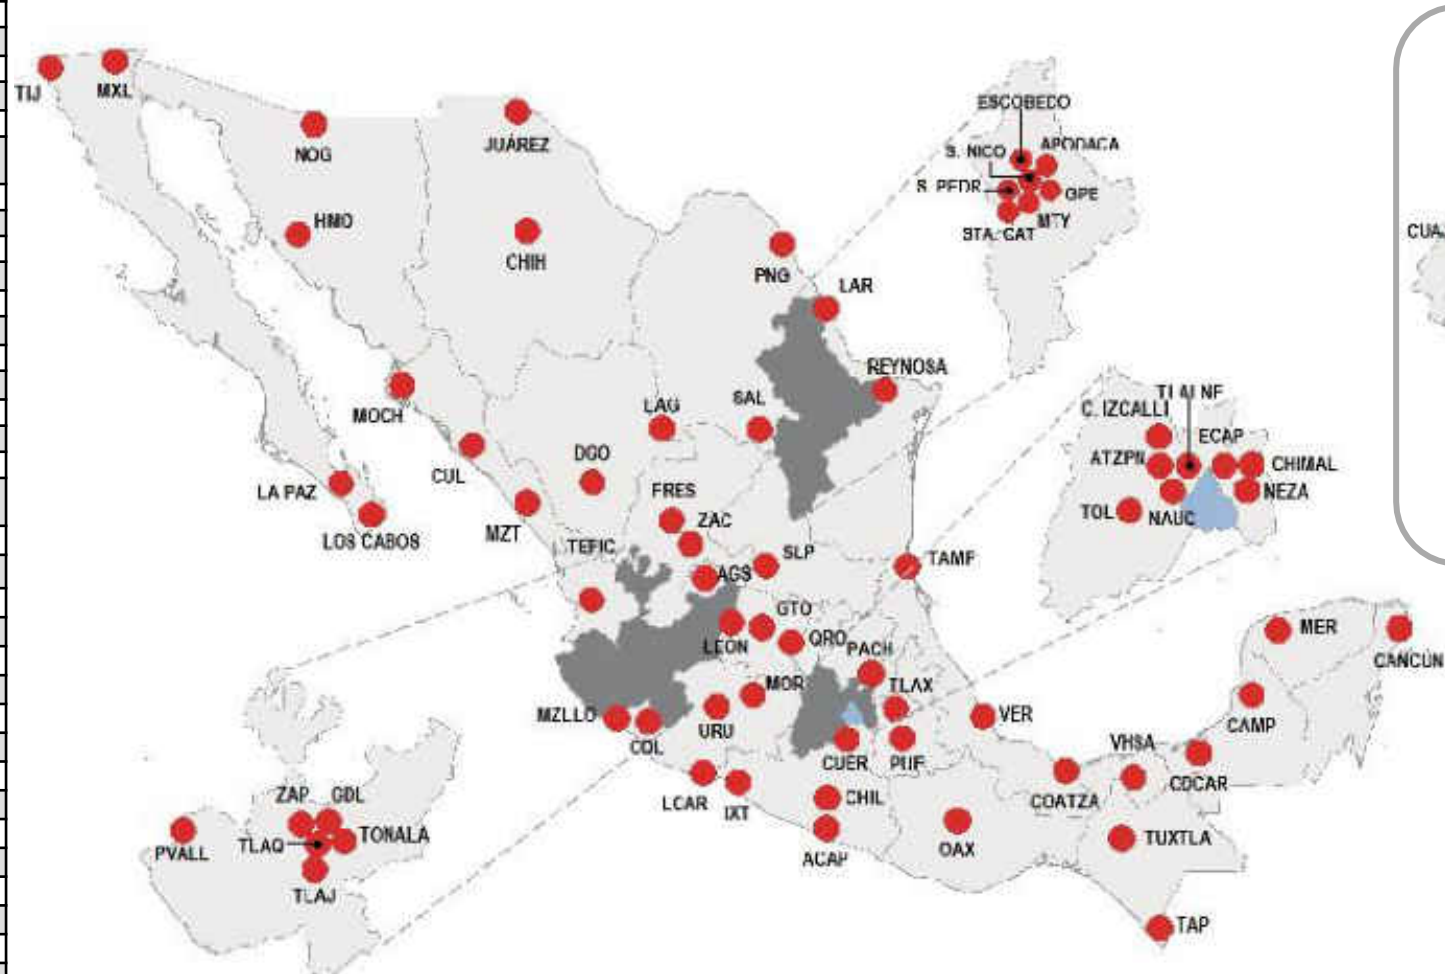 TIJ
MXL
NOG
JUÁREZ
HMO
CHIH
PNG
LAR
ESCOBEDO
APODACA
S. NICO
S. PEDR
GPE
MTY
STA. CAT
REYNOSA
MOCH
LAG
SAL
CUL
DGO
LA PAZ
LOS CABOS
MZT
FRES
ZAC
TEPIC
AGS
SLP
TAMP
C. IZCALLI
TLALNE
ATZPN
ECAP
CHIMAL
NEZA
TOL
NAUC
LEON
GTO
QRO
PACH
MER
CANCÚN
MZLLO
COL
URU
MOR
TLAX
VER
CUER
PUE
CAMP
VHSA
CDCAR
COATZA
LCAR
IXT
CHIL
ACAP
OAX
TUXTLA
TAP
ZAP
GDL
PVALL
TLAQ
TONALA
TLAJ